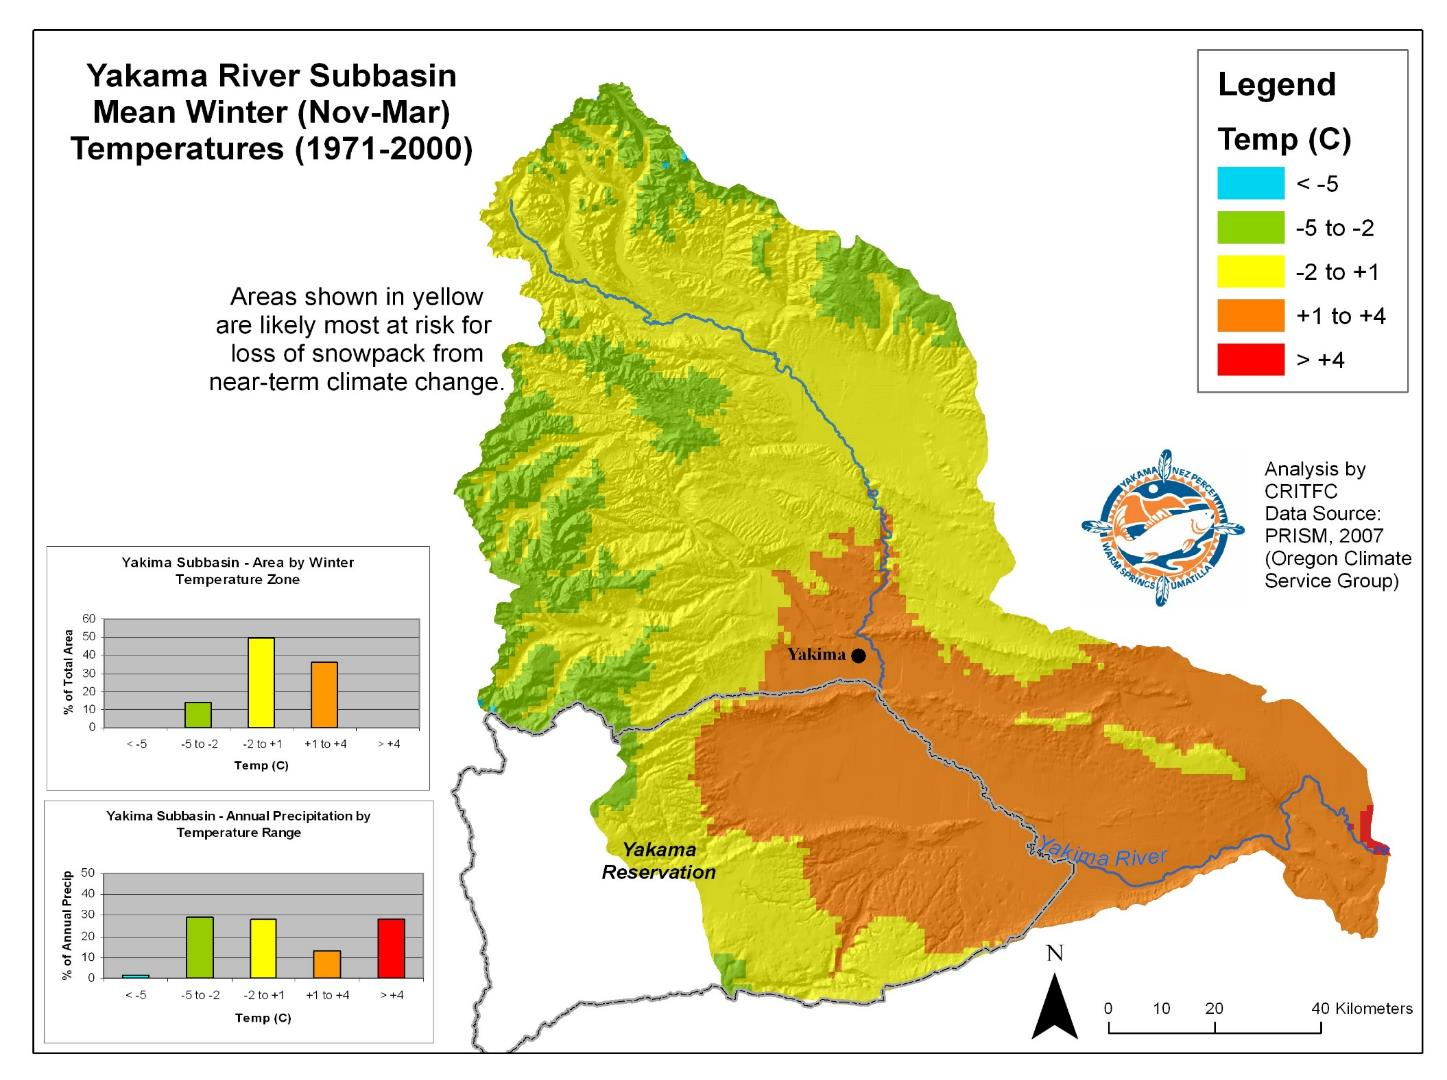 Yakama River Subbasin
Mean Winter (Nov-Mar)
Temperatures (1971-2000)
Legend
Temp (C)
< -5
-5 to -2
-2 to +1
+1 to +4
> +4
Areas shown in yellow
are likely most at risk for
loss of snowpack from
near-term climate change.
YAKAMA NEZ PERCE
WARM SPRINGS UMATILLA
Analysis by
CRITFC
Data Source:
PRISM, 2007
(Oregon Climate
Service Group)
Yakima
Yakama
Reservation
Yakima River
Yakima Subbasin - Area by Winter
Temperature Zone
% of Total Area
60
50
40
30
20
10
0
< -5 -5 to -2 -2 to +1 +1 to +4 > +4
Temp (C)
Yakima Subbasin - Annual Precipitation by
Temperature Range
% of Annual Precip
50
40
30
20
10
0
< -5 -5 to -2 -2 to +1 +1 to +4 > +4
Temp (C)
N
0 10 20 40 Kilometers